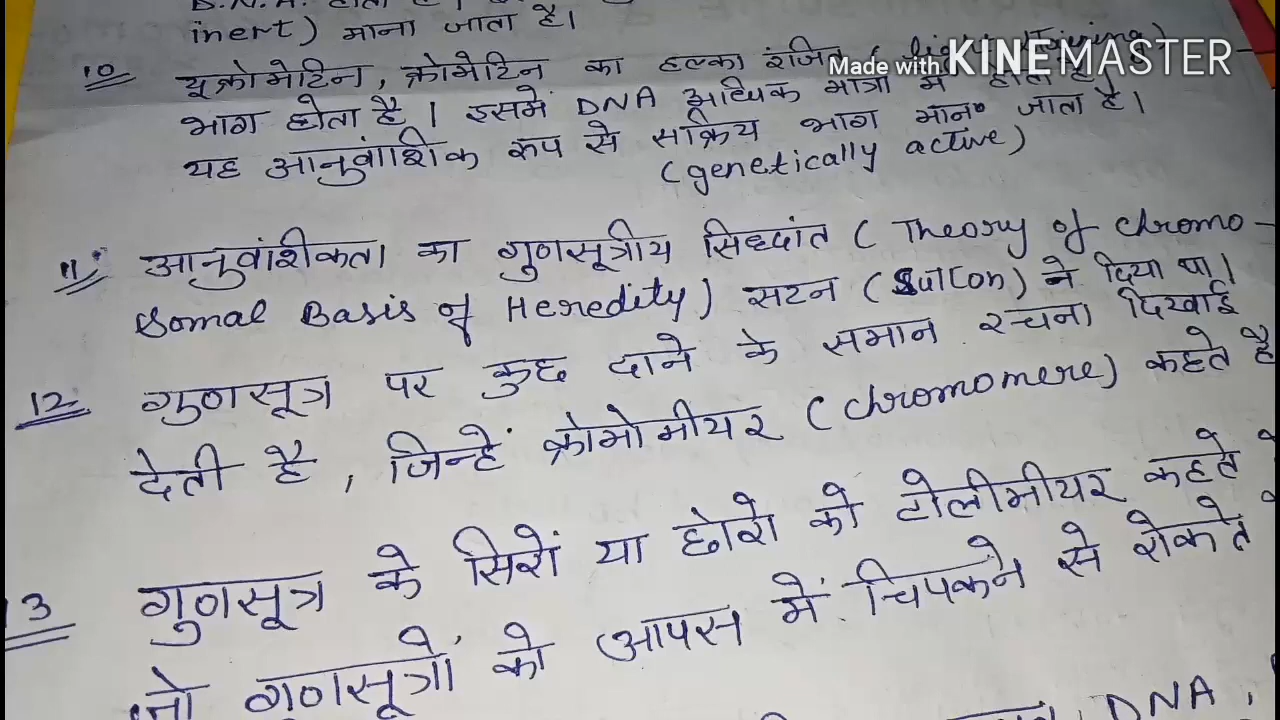 inert) माना जाता है।
10 यूक्रोमेटिन, क्रोमेटिन का हल्का रंजित
Made with KINEMASTER
भाग होता है। इसमें DNA अधिक मात्रा में
यह आनुवांशिक रूप से सक्रिय भाग मान जाता है।
(genetically active)
11 आनुवांशीकता का गुणसूत्रीय सिध्दांत ( Theory of chromo-
somal Basis of Heredity) सटन (Sutton) ने दिया था।
12 गुणसूत्र पर कुछ दाने के समान रचना दिखाई
देती है, जिन्हें क्रोमोमीयर (chromomere) कहते है
13 गुणसूत्र के सिरों या छोरो को टोलीमीयर कहते
जो गुणसूत्रों को आपस में चिपकने से रोकते
DNA,